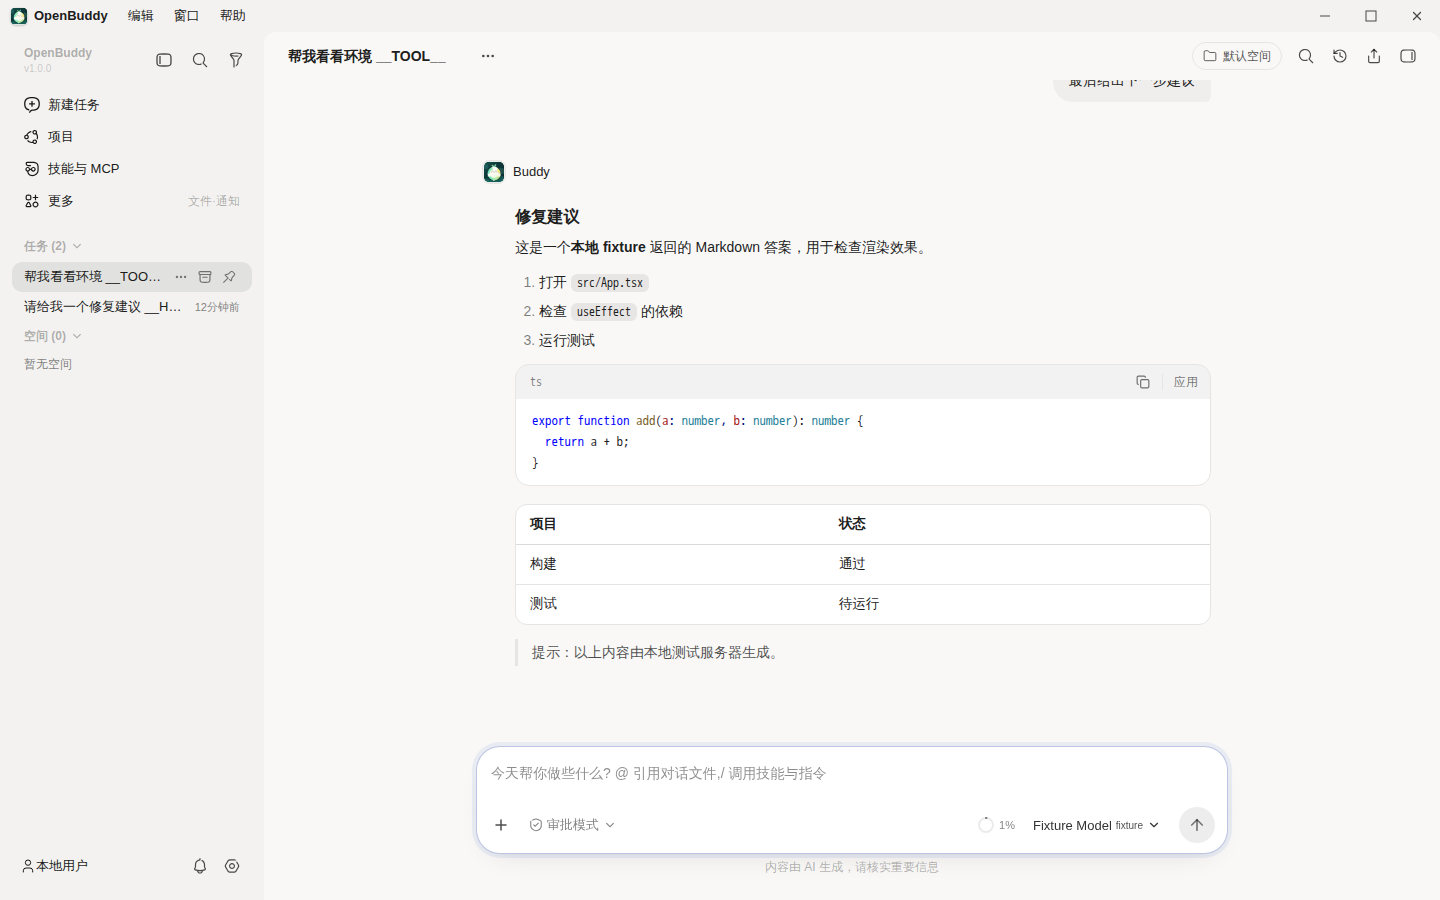 OpenBuddy 编辑 窗口 帮助
OpenBuddy
v1.0.0
新建任务
项目
技能与 MCP
更多 文件·通知
任务 (2)
帮我看看环境 __TOO…
请给我一个修复建议 __H… 12分钟前
空间 (0)
暂无空间
本地用户
帮我看看环境 __TOOL__
默认空间
最后给出下一步建议
Buddy
修复建议
这是一个本地 fixture 返回的 Markdown 答案，用于检查渲染效果。
1. 打开 src/App.tsx
2. 检查 useEffect 的依赖
3. 运行测试
ts 应用
export function add(a: number, b: number): number {
  return a + b;
}
项目 状态
构建 通过
测试 待运行
提示：以上内容由本地测试服务器生成。
今天帮你做些什么? @ 引用对话文件,/ 调用技能与指令
审批模式 1% Fixture Model fixture
内容由 AI 生成，请核实重要信息